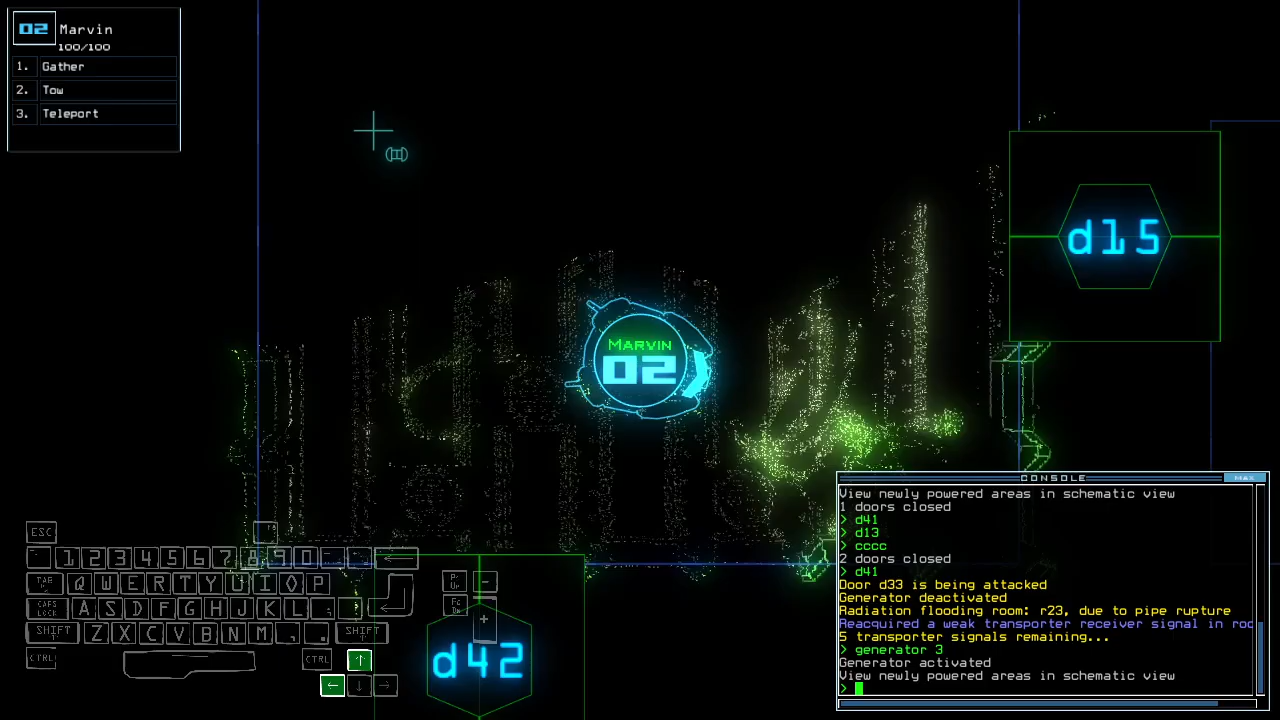 02 Marvin
100/100
1. Gather
2. Tow
3. Teleport
d15
Marvin
02
d42
CONSOLE
MAX
View newly powered areas in schematic view
1 doors closed
> d41
> d13
> cccc
2 doors closed
> d41
Door d33 is being attacked
Generator deactivated
Radiation flooding room: r23, due to pipe rupture
Reacquired a weak transporter receiver signal in roo
5 transporter signals remaining...
> generator 3
Generator activated
View newly powered areas in schematic view
>
ESC
1 2 3 4 5 6 7 8 9 0
TAB Q W E R T Y U I O P
CAPS LOCK A S D F G H J K L ;
SHIFT Z X C V B N M , . SHIFT
CTRL CTRL